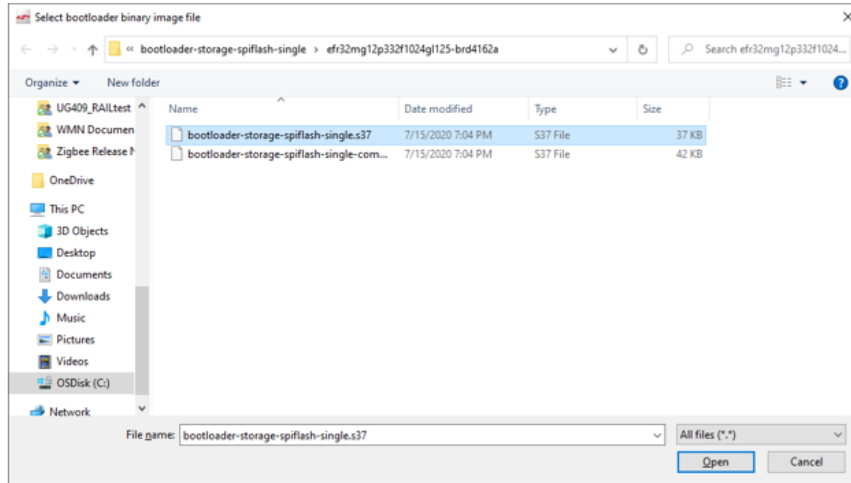 Select bootloader binary image file
« bootloader-storage-spiflash-single › efr32mg12p332f1024gl125-brd4162a
Search efr32mg12p332f1024...
Organize
New folder
UG409_RAILtest
WMN Documen
Zigbee Release N
OneDrive
This PC
3D Objects
Desktop
Documents
Downloads
Music
Pictures
Videos
OSDisk (C:)
Network
Name Date modified Type Size
bootloader-storage-spiflash-single.s37 7/15/2020 7:04 PM S37 File 37 KB
bootloader-storage-spiflash-single-com... 7/15/2020 7:04 PM S37 File 42 KB
File name: bootloader-storage-spiflash-single.s37
All files (*.*)
Open Cancel